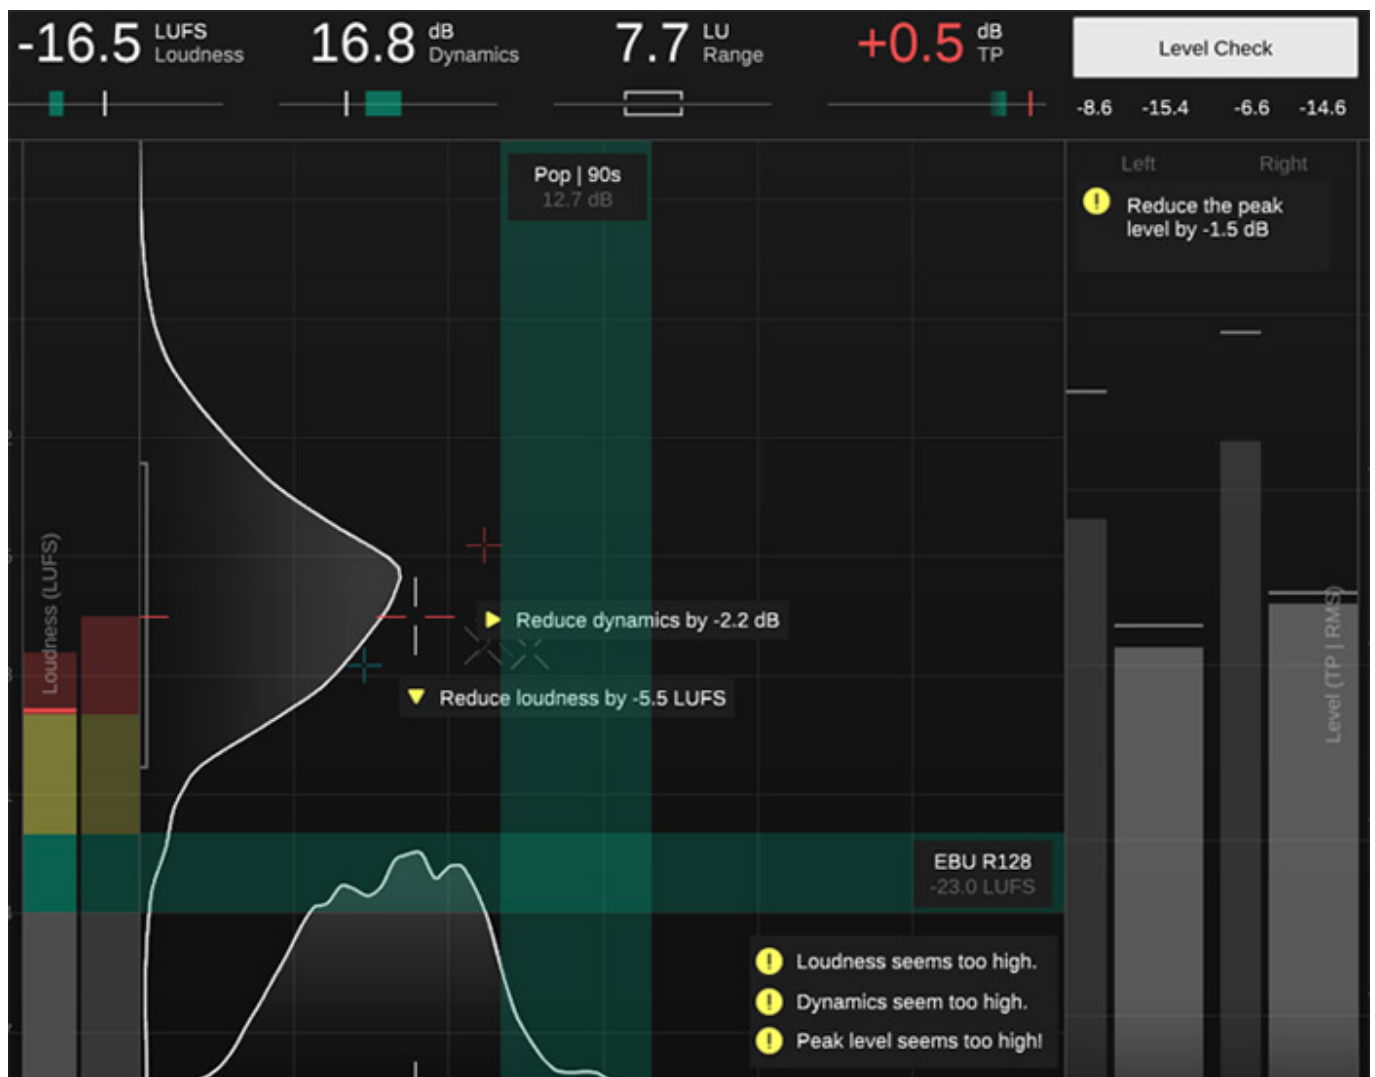 -16.5 LUFS Loudness
16.8 dB Dynamics
7.7 LU Range
+0.5 dB TP
Level Check
-8.6 -15.4 -6.6 -14.6
Left Right
Pop | 90s
12.7 dB
Reduce the peak
level by -1.5 dB
Loudness (LUFS)
Reduce dynamics by -2.2 dB
Reduce loudness by -5.5 LUFS
Level (TP | RMS)
EBU R128
-23.0 LUFS
Loudness seems too high.
Dynamics seem too high.
Peak level seems too high!